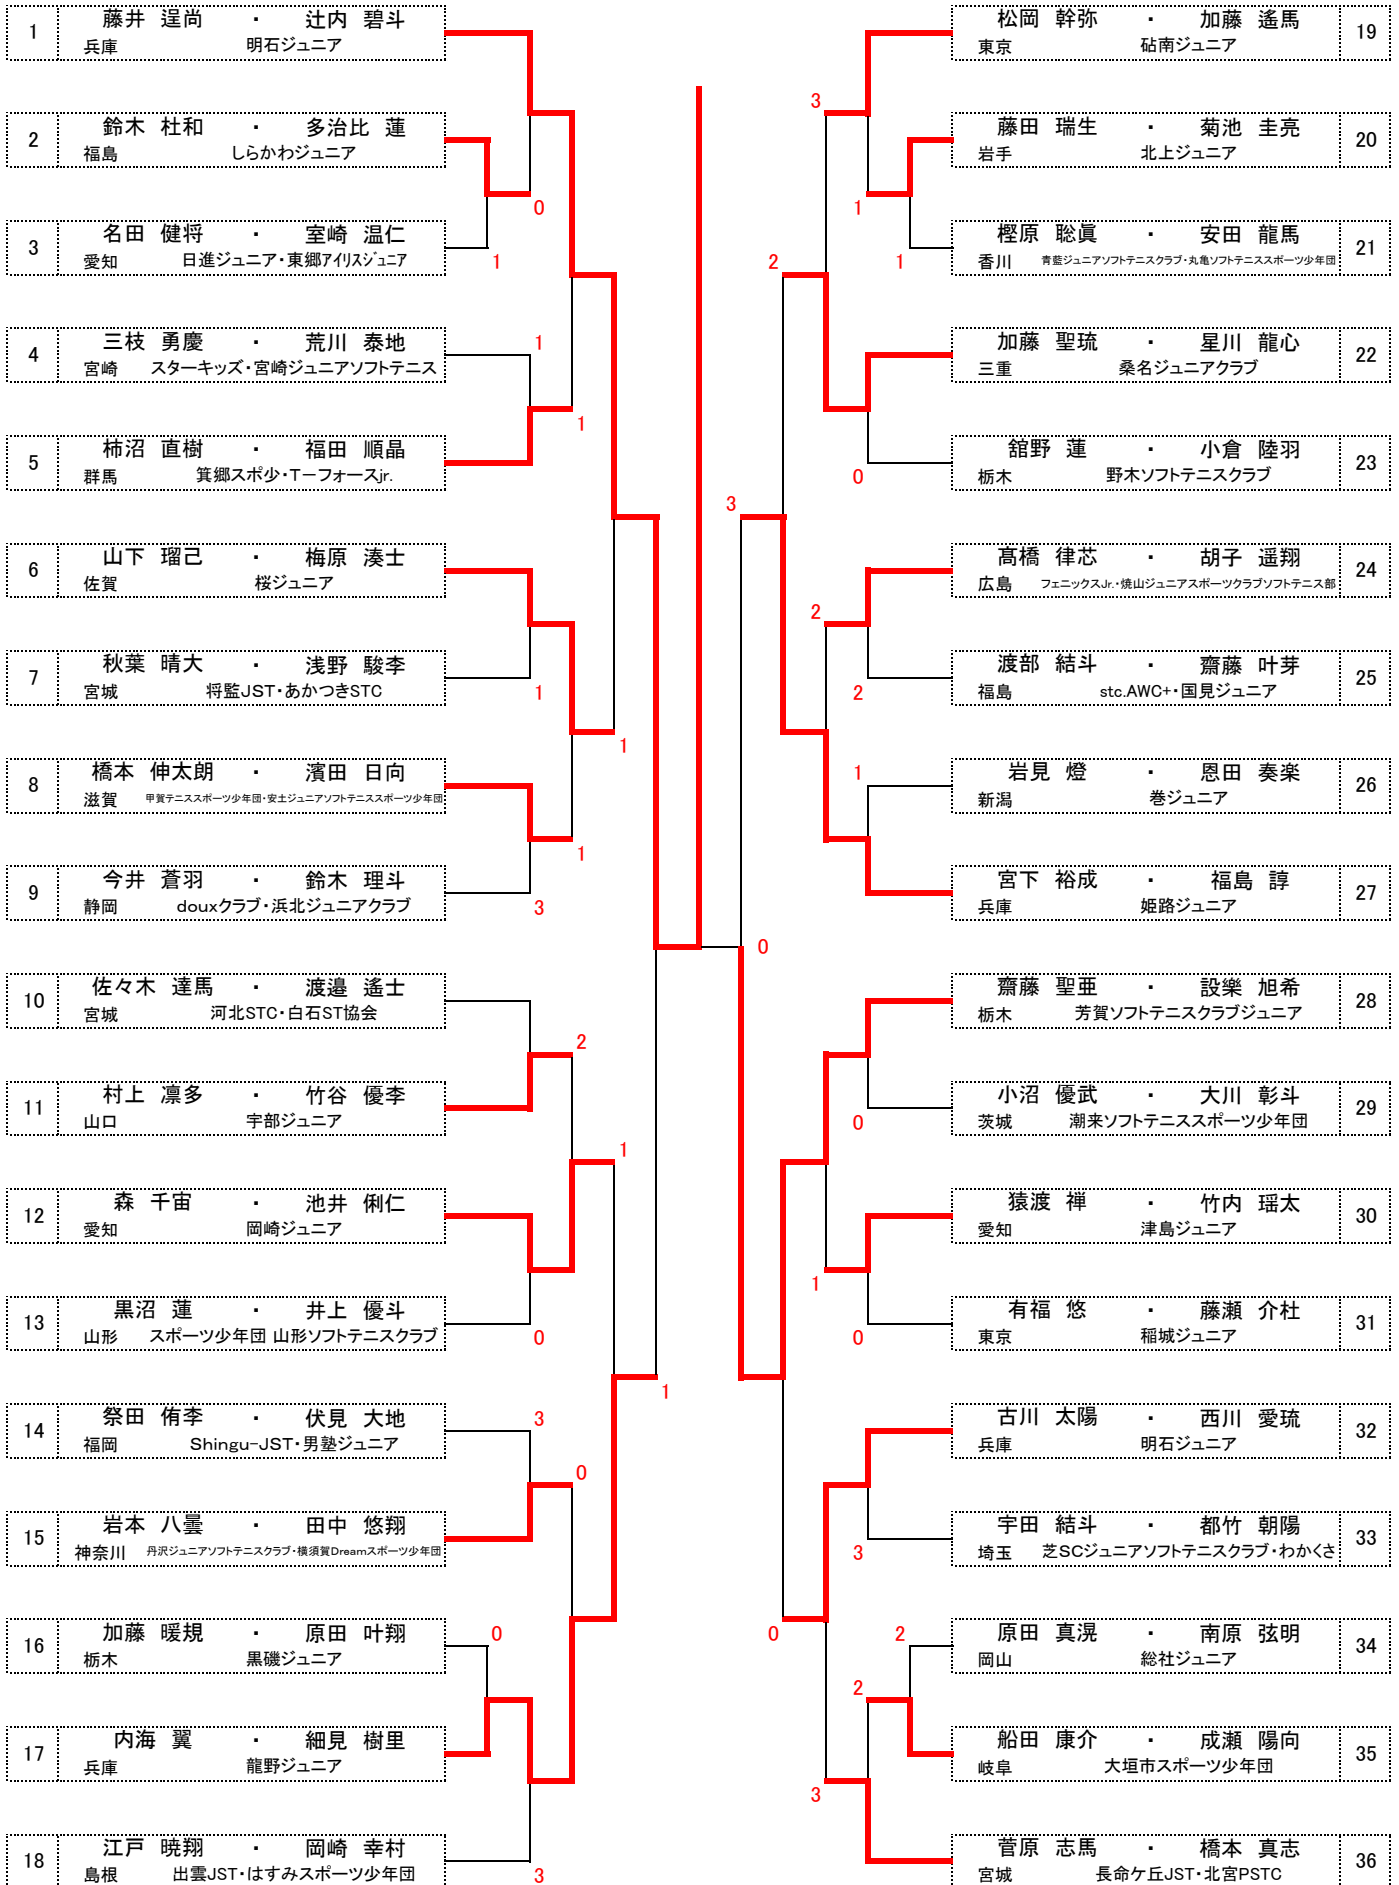 1 藤井 逞尚 ・ 辻内 碧斗
兵庫 明石ジュニア
2 鈴木 杜和 ・ 多治比 蓮
福島 しらかわジュニア
0
3 名田 健将 ・ 室崎 温仁
愛知 日進ジュニア・東郷アイリスジュニア
1
4 三枝 勇慶 ・ 荒川 泰地
宮崎 スターキッズ・宮崎ジュニアソフトテニス
1
1
5 柿沼 直樹 ・ 福田 順晶
群馬 箕郷スポ少・T－フォースjr.
6 山下 瑠己 ・ 梅原 湊士
佐賀 桜ジュニア
7 秋葉 晴大 ・ 浅野 駿李
宮城 将監JST・あかつきSTC
1
1
8 橋本 伸太朗 ・ 濱田 日向
滋賀 甲賀テニススポーツ少年団・安土ジュニアソフトテニススポーツ少年団
1
9 今井 蒼羽 ・ 鈴木 理斗
静岡 douxクラブ・浜北ジュニアクラブ
3
10 佐々木 達馬 ・ 渡邉 遙士
宮城 河北STC・白石ST協会
2
11 村上 凛多 ・ 竹谷 優李
山口 宇部ジュニア
1
12 森 千宙 ・ 池井 俐仁
愛知 岡崎ジュニア
13 黒沼 蓮 ・ 井上 優斗
山形 スポーツ少年団 山形ソフトテニスクラブ
0
1
14 祭田 侑李 ・ 伏見 大地
福岡 Shingu-JST・男塾ジュニア
3
0
15 岩本 八曇 ・ 田中 悠翔
神奈川 丹沢ジュニアソフトテニスクラブ・横須賀Dreamスポーツ少年団
16 加藤 暖規 ・ 原田 叶翔
栃木 黒磯ジュニア
0
17 内海 翼 ・ 細見 樹里
兵庫 龍野ジュニア
18 江戸 暁翔 ・ 岡崎 幸村
島根 出雲JST・はすみスポーツ少年団
3
0
松岡 幹弥 ・ 加藤 遙馬 19
東京 砧南ジュニア
3
藤田 瑞生 ・ 菊池 圭亮 20
岩手 北上ジュニア
1
樫原 聡眞 ・ 安田 龍馬 21
香川 青藍ジュニアソフトテニスクラブ・丸亀ソフトテニススポーツ少年団
1
2
加藤 聖琉 ・ 星川 龍心 22
三重 桑名ジュニアクラブ
舘野 蓮 ・ 小倉 陸羽 23
栃木 野木ソフトテニスクラブ
0
3
髙橋 律芯 ・ 胡子 遥翔 24
広島 フェニックスJr.・焼山ジュニアスポーツクラブソフトテニス部
2
渡部 結斗 ・ 齋藤 叶芽 25
福島 stc.AWC+・国見ジュニア
2
岩見 燈 ・ 恩田 奏楽 26
新潟 巻ジュニア
1
宮下 裕成 ・ 福島 諄 27
兵庫 姫路ジュニア
齋藤 聖亜 ・ 設樂 旭希 28
栃木 芳賀ソフトテニスクラブジュニア
小沼 優武 ・ 大川 彰斗 29
茨城 潮来ソフトテニススポーツ少年団
0
猿渡 禅 ・ 竹内 瑶太 30
愛知 津島ジュニア
1
有福 悠 ・ 藤瀬 介杜 31
東京 稲城ジュニア
0
古川 太陽 ・ 西川 愛琉 32
兵庫 明石ジュニア
宇田 結斗 ・ 都竹 朝陽 33
埼玉 芝SCジュニアソフトテニスクラブ・わかくさ
3
0
原田 真滉 ・ 南原 弦明 34
岡山 総社ジュニア
2
2
船田 康介 ・ 成瀬 陽向 35
岐阜 大垣市スポーツ少年団
3
菅原 志馬 ・ 橋本 真志 36
宮城 長命ケ丘JST・北宮PSTC